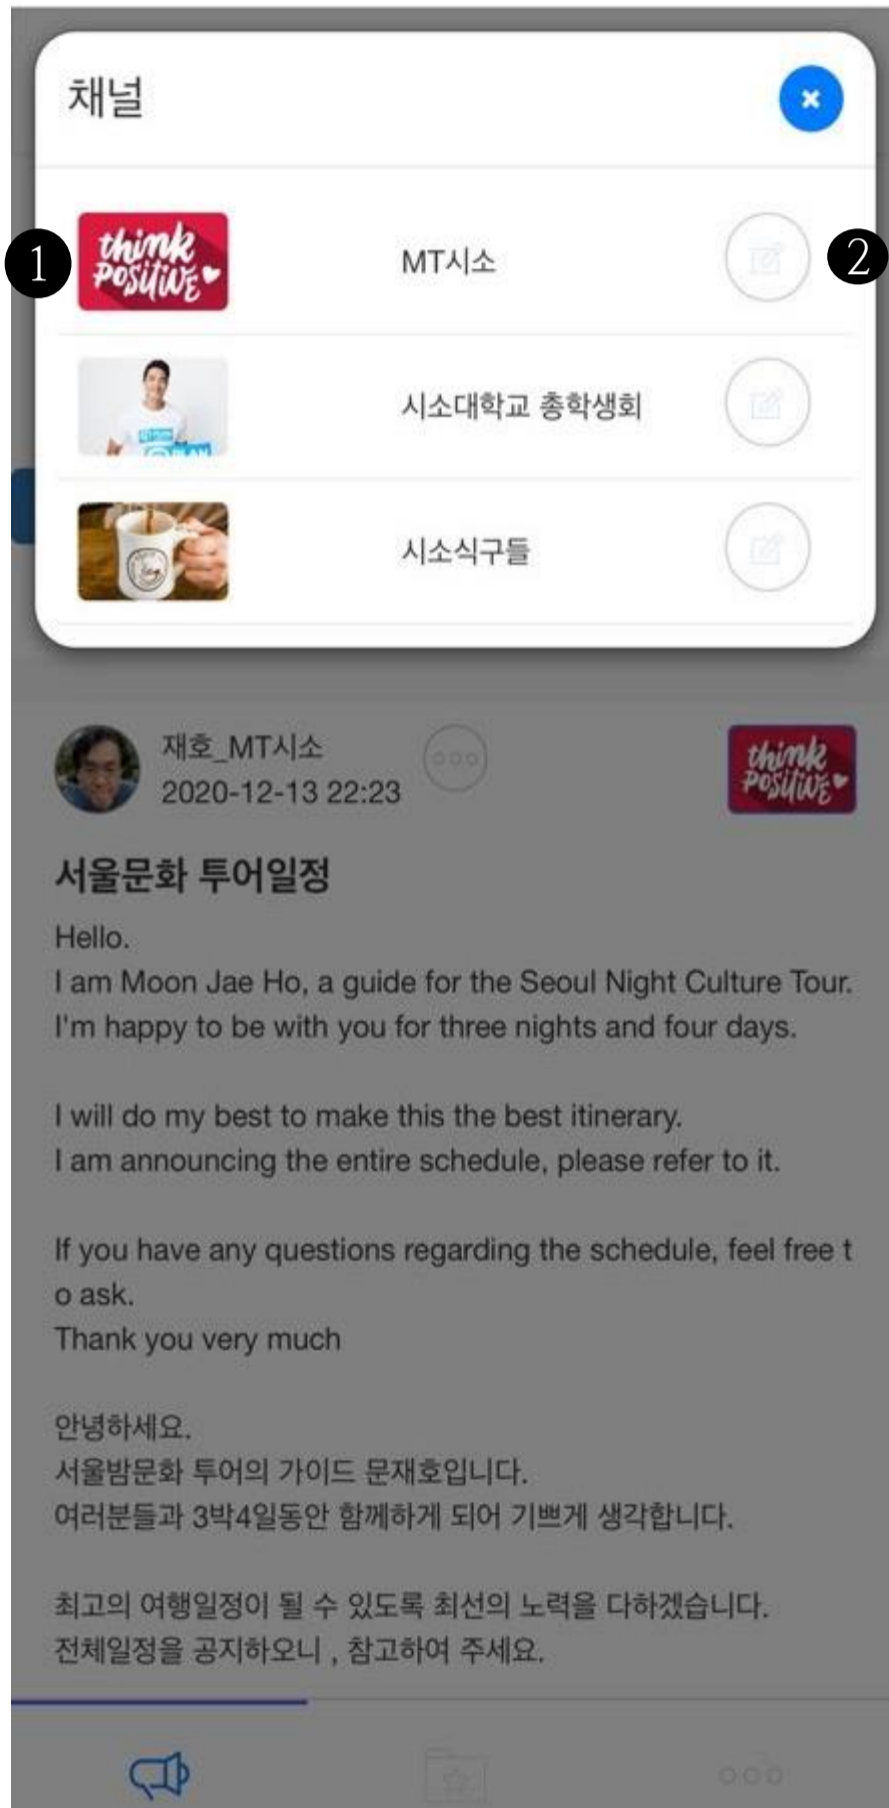 채널
1
think
POSITIVE
MT시소
2
시소대학교 총학생회
시소식구들
재호_MT시소
2020-12-13 22:23
think
POSITIVE
서울문화 투어일정
Hello.
I am Moon Jae Ho, a guide for the Seoul Night Culture Tour.
I'm happy to be with you for three nights and four days.
I will do my best to make this the best itinerary.
I am announcing the entire schedule, please refer to it.
If you have any questions regarding the schedule, feel free t
o ask.
Thank you very much
안녕하세요.
서울밤문화 투어의 가이드 문재호입니다.
여러분들과 3박4일동안 함께하게 되어 기쁘게 생각합니다.
최고의 여행일정이 될 수 있도록 최선의 노력을 다하겠습니다.
전체일정을 공지하오니 , 참고하여 주세요.